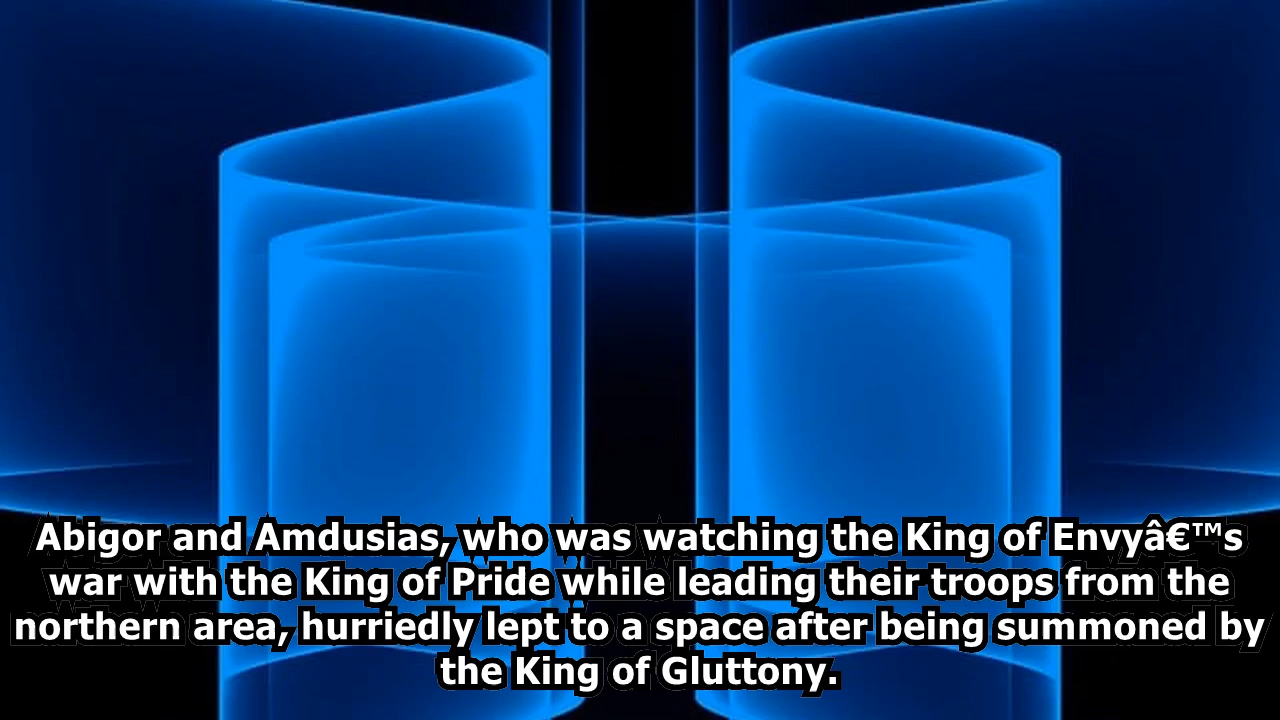 Abigor and Amdusias, who was watching the King of Envyâ€™s
war with the King of Pride while leading their troops from the
northern area, hurriedly lept to a space after being summoned by
the King of Gluttony.